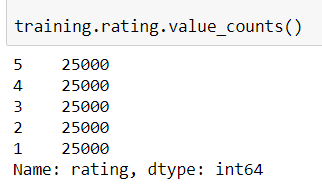 training.rating.value_counts()
5    25000
4    25000
3    25000
2    25000
1    25000
Name: rating, dtype: int64